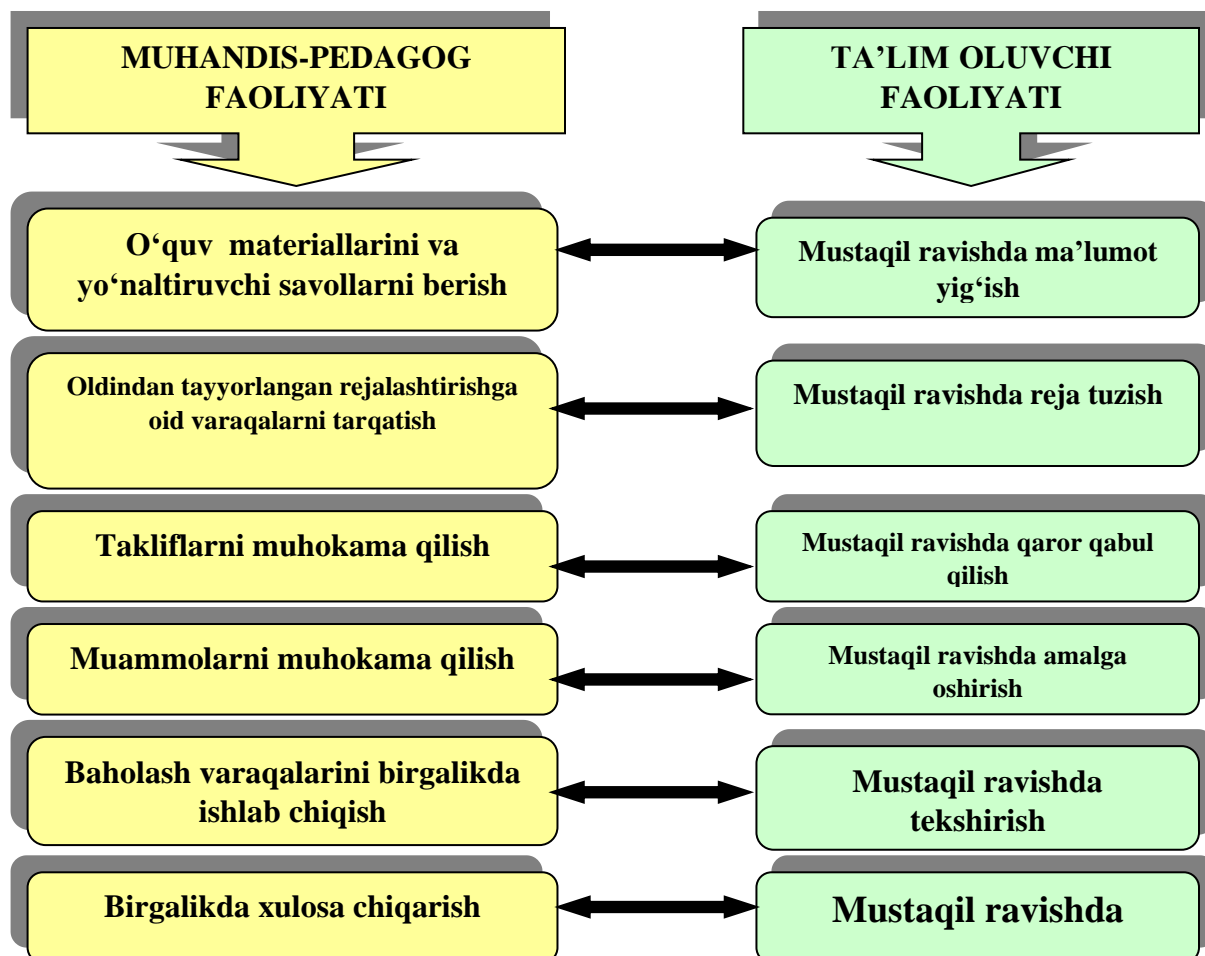 MUHANDIS-PEDAGOG
FAOLIYATI
TA’LIM OLUVCHI
FAOLIYATI
O‘quv materiallarini va
yo‘naltiruvchi savollarni berish
Mustaqil ravishda ma’lumot
yig‘ish
Oldindan tayyorlangan rejalashtirishga
oid varaqalarni tarqatish
Mustaqil ravishda reja tuzish
Takliflarni muhokama qilish
Mustaqil ravishda qaror qabul
qilish
Muammolarni muhokama qilish
Mustaqil ravishda amalga
oshirish
Baholash varaqalarini birgalikda
ishlab chiqish
Mustaqil ravishda
tekshirish
Birgalikda xulosa chiqarish
Mustaqil ravishda